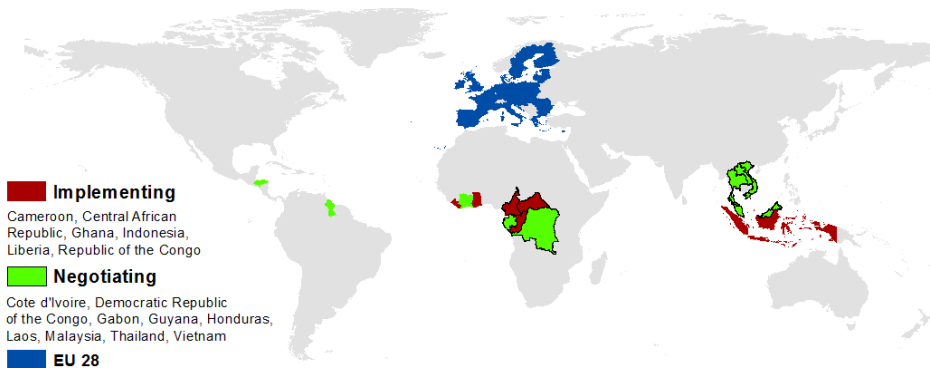 Implementing
Cameroon, Central African
Republic, Ghana, Indonesia,
Liberia, Republic of the Congo
Negotiating
Cote d'Ivoire, Democratic Republic
of the Congo, Gabon, Guyana, Honduras,
Laos, Malaysia, Thailand, Vietnam
EU 28